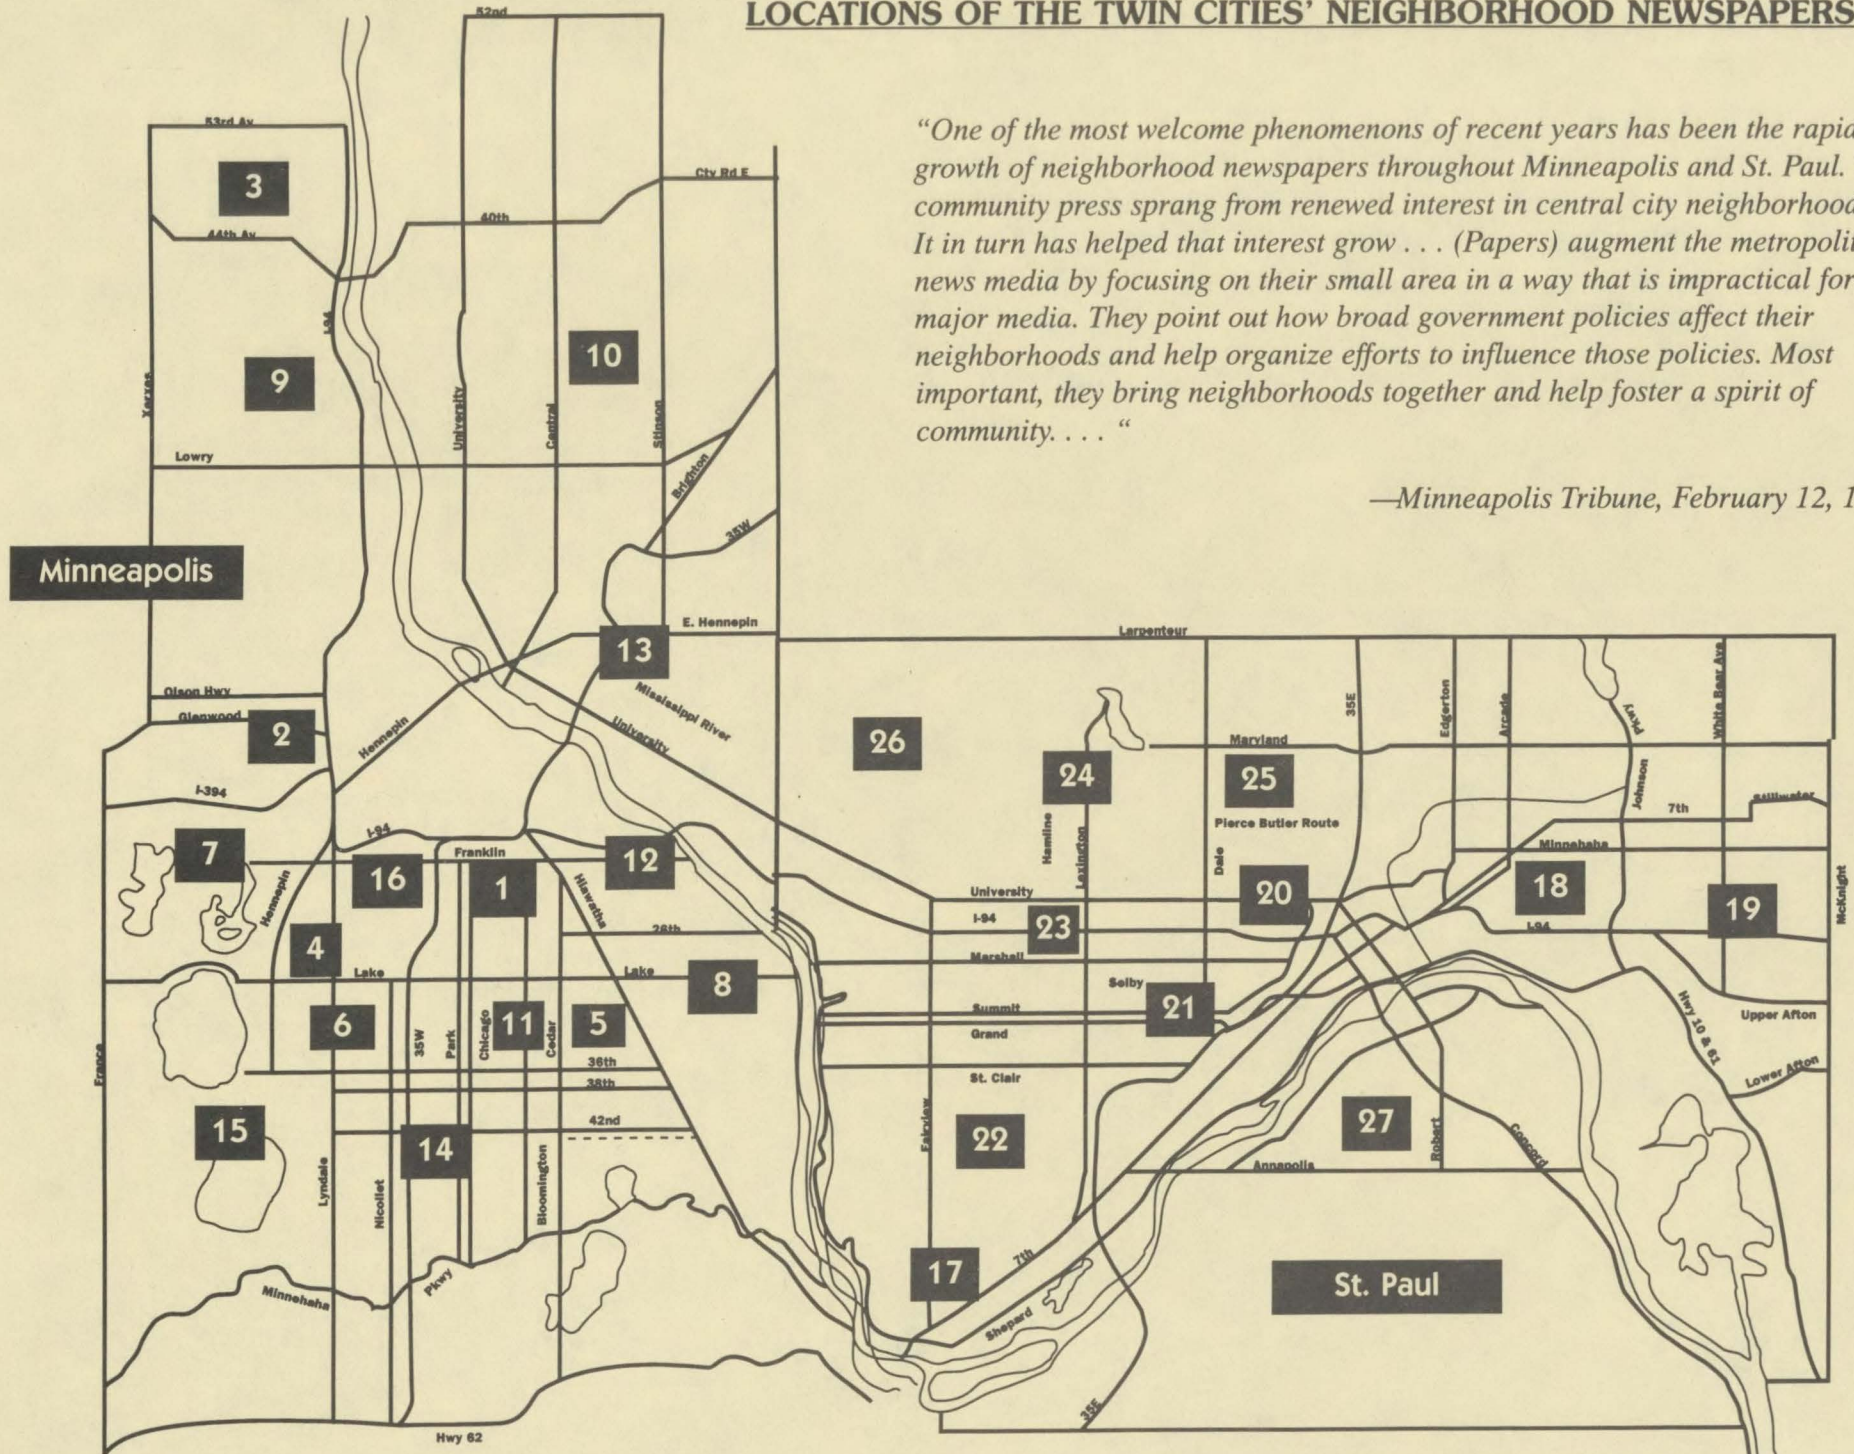 LOCATIONS OF THE TWIN CITIES' NEIGHBORHOOD NEWSPAPERS
“One of the most welcome phenomenons of recent years has been the rapid
growth of neighborhood newspapers throughout Minneapolis and St. Paul.
community press sprang from renewed interest in central city
It in turn has helped that interest grow . . . (Papers) augment the
news media by focusing on their small area in a way that is impractical for
major media. They point out how broad government policies affect their
neighborhoods and help organize efforts to influence those policies. Most
important, they bring neighborhoods together and help foster a spirit of
community. . . . “
—Minneapolis Tribune, February 12, 1
52nd
53rd Av
3
Cty Rd E
40th
44th Av
I-94
10
9
Xerxes
University
Central
Stinson
Lowry
Brighton
35W
Minneapolis
E. Hennepin
13
Larpenteur
Olson Hwy
Glenwood
2
Mississippi River
Hennepin
University
26
35E
Edgerton
Arcade
Pkwy
White Bear Ave
Maryland
24
25
Johnson
I-394
7th
Stillwater
Pierce Butler Route
I-94
7
Franklin
12
Hamline
Lexington
Dale
Minnehaha
16
1
Hennepin
Hiawatha
University
20
18
19
McKnight
I-94
23
I-94
26th
4
Marshall
Lake
Lake
8
Selby
21
6
35W
Park
Chicago
11
Cedar
5
Summit
Grand
Hwy 10 & 61
Upper Afton
France
36th
38th
St. Clair
Lower Afton
15
42nd
14
Fairview
22
27
Robert
Concord
Annapolis
Lyndale
Nicollet
Bloomington
17
7th
Minnehaha
Pkwy
Shepard
St. Paul
35E
Hwy 62